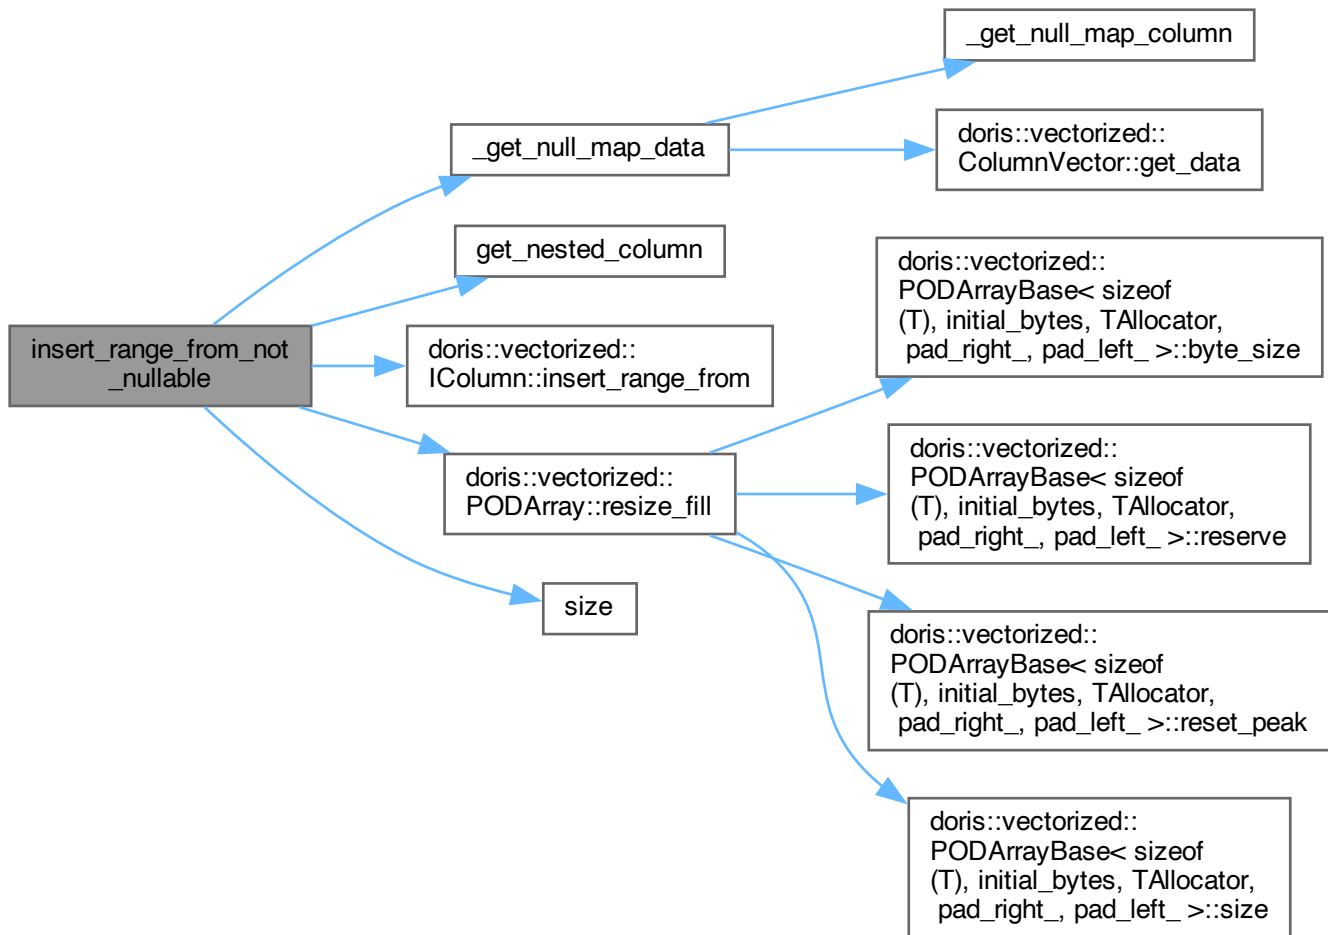 _get_null_map_column
_get_null_map_data
doris::vectorized::
ColumnVector::get_data
get_nested_column
doris::vectorized::
PODArrayBase< sizeof
(T), initial_bytes, TAllocator,
pad_right_, pad_left_ >::byte_size
insert_range_from_not
_nullable
doris::vectorized::
IColumn::insert_range_from
doris::vectorized::
PODArray::resize_fill
doris::vectorized::
PODArrayBase< sizeof
(T), initial_bytes, TAllocator,
pad_right_, pad_left_ >::reserve
size
doris::vectorized::
PODArrayBase< sizeof
(T), initial_bytes, TAllocator,
pad_right_, pad_left_ >::reset_peak
doris::vectorized::
PODArrayBase< sizeof
(T), initial_bytes, TAllocator,
pad_right_, pad_left_ >::size